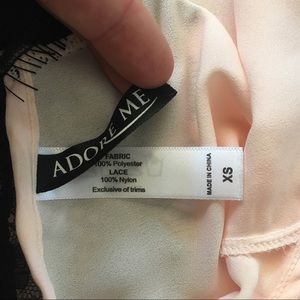 ADORE ME
FABRIC
100% Polyester
LACE
100% Nylon
Exclusive of trims
MADE IN CHINA
XS